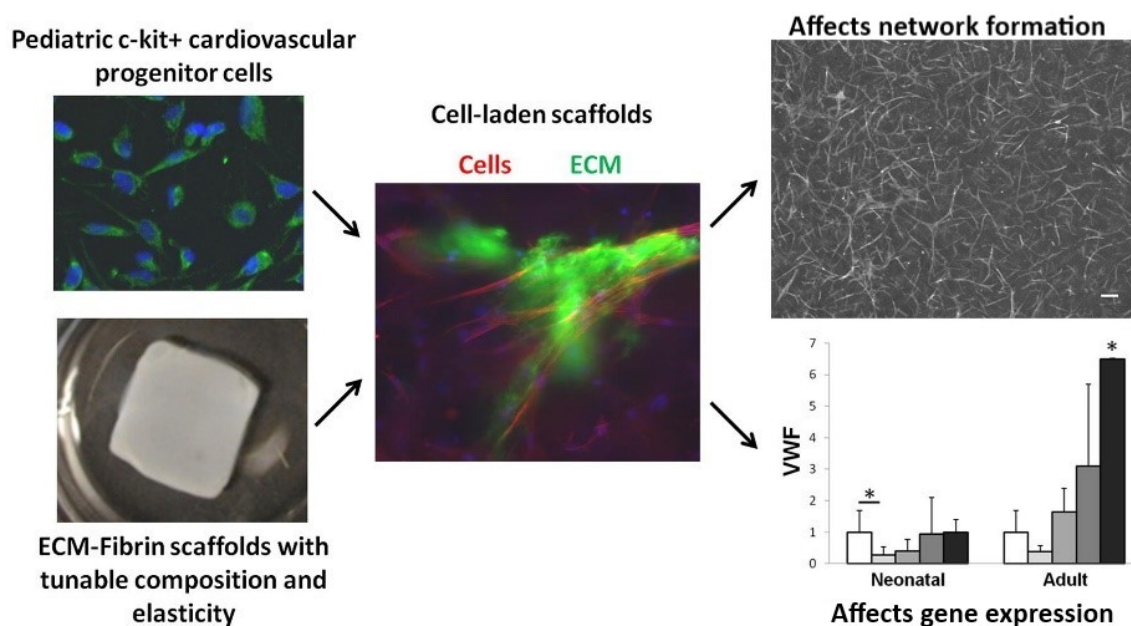 Pediatric c-kit+ cardiovascular
progenitor cells
ECM-Fibrin scaffolds with
tunable composition and
elasticity
Cell-laden scaffolds
Cells ECM
Affects network formation
7
6
5
4
3
2
1
0
VWF
*
*
Neonatal Adult
Affects gene expression